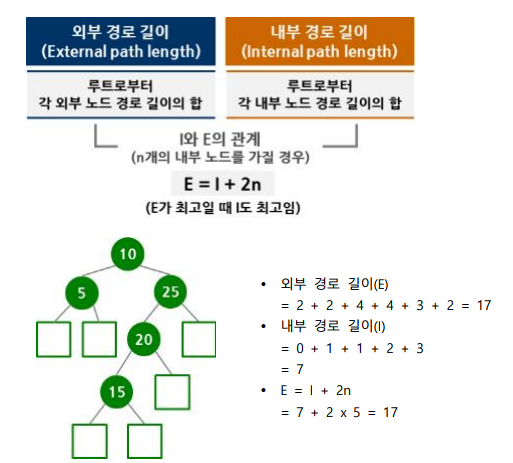 외부 경로 길이
(External path length)
내부 경로 길이
(Internal path length)
루트로부터
각 외부 노드 경로 길이의 합
루트로부터
각 내부 노드 경로 길이의 합
I와 E의 관계
(n개의 내부 노드를 가질 경우)
E = I + 2n
(E가 최고일 때 I도 최고임)
10
5
25
20
15
• 외부 경로 길이(E)
= 2 + 2 + 4 + 4 + 3 + 2 = 17
• 내부 경로 길이(I)
= 0 + 1 + 1 + 2 + 3
= 7
• E = I + 2n
= 7 + 2 x 5 = 17